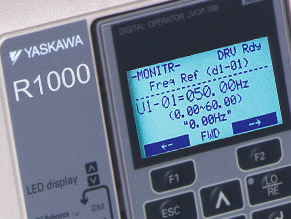 YASKAWA
R1000
LED display
DIGITAL OPERATOR JVOP-180
-MONITR- DRV Rdy
Freq Ref (d1-01)
U1-01=050.00Hz
(0.00~60.00)
"0.00Hz"
← FWD →
F1
F2
ESC
LO
RE